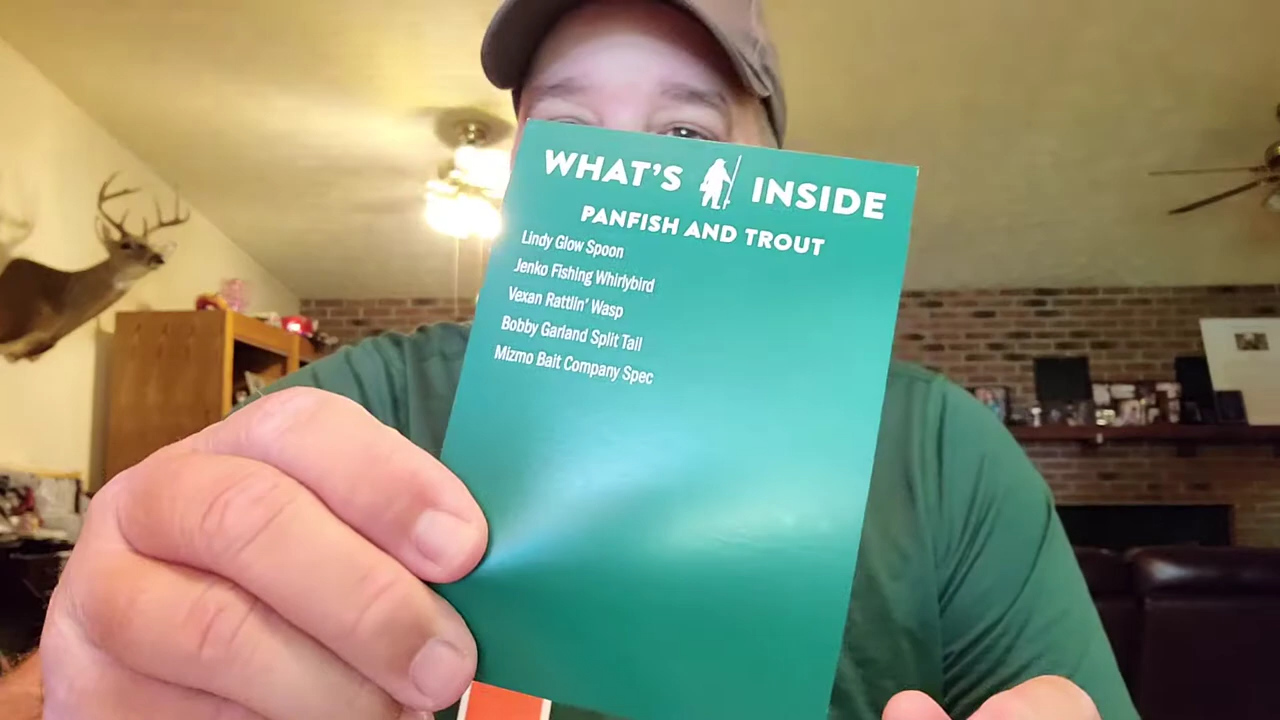 WHAT'S INSIDE
PANFISH AND TROUT
Lindy Glow Spoon
Jenko Fishing Whirlybird
Vexan Rattlin' Wasp
Bobby Garland Split Tail
Mizmo Bait Company Spec